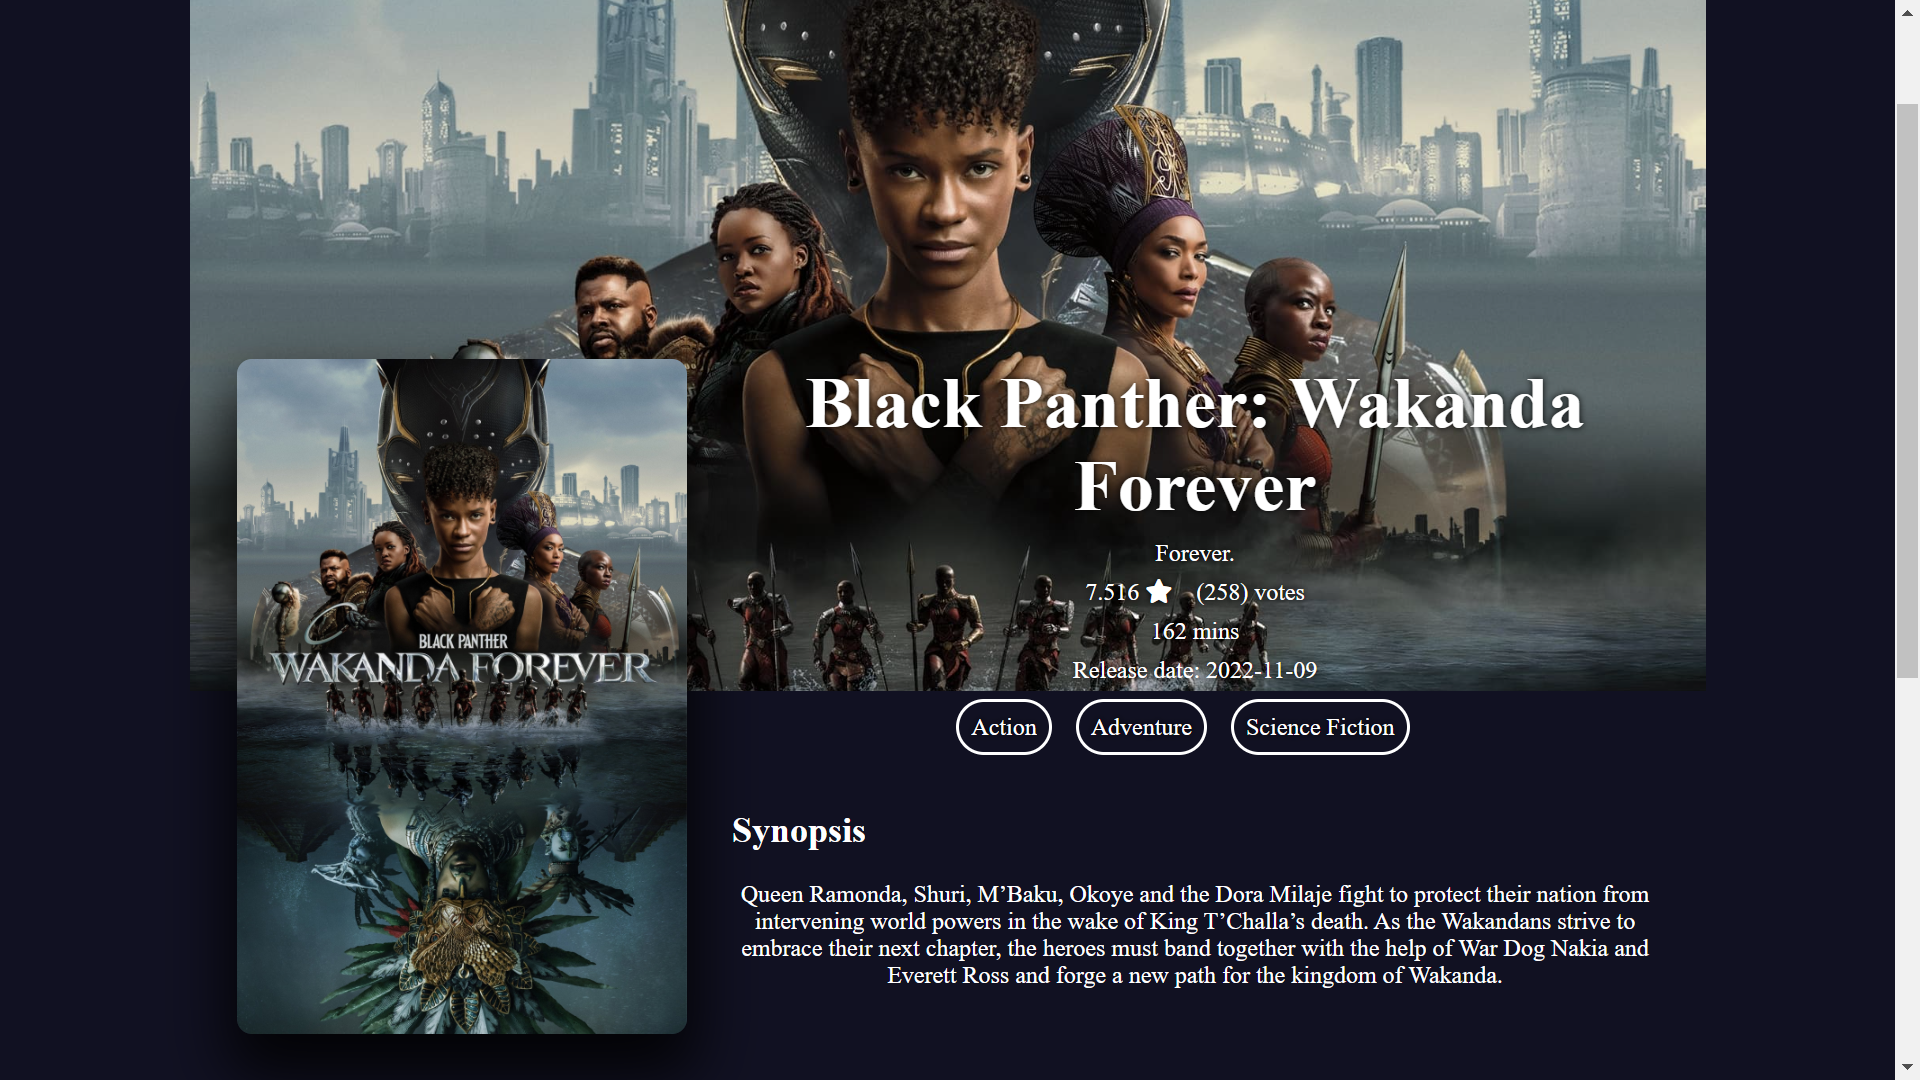 Black Panther: Wakanda
Forever
Forever.
7.516 (258) votes
162 mins
Release date: 2022-11-09
Action Adventure Science Fiction
BLACK PANTHER
WAKANDA FOREVER
Synopsis
Queen Ramonda, Shuri, M’Baku, Okoye and the Dora Milaje fight to protect their nation from
intervening world powers in the wake of King T’Challa’s death. As the Wakandans strive to
embrace their next chapter, the heroes must band together with the help of War Dog Nakia and
Everett Ross and forge a new path for the kingdom of Wakanda.